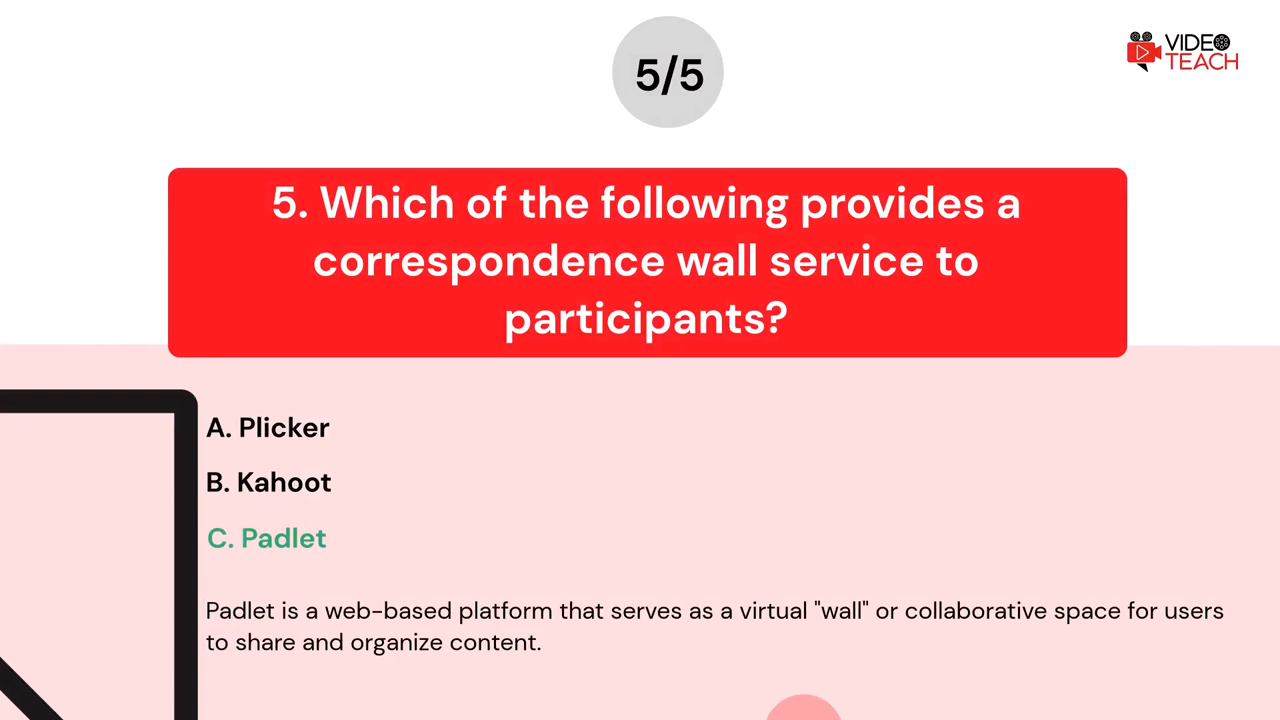 5/5
VIDEO
TEACH
5. Which of the following provides a
correspondence wall service to
participants?
A. Plicker
B. Kahoot
C. Padlet
Padlet is a web-based platform that serves as a virtual "wall" or collaborative space for users
to share and organize content.